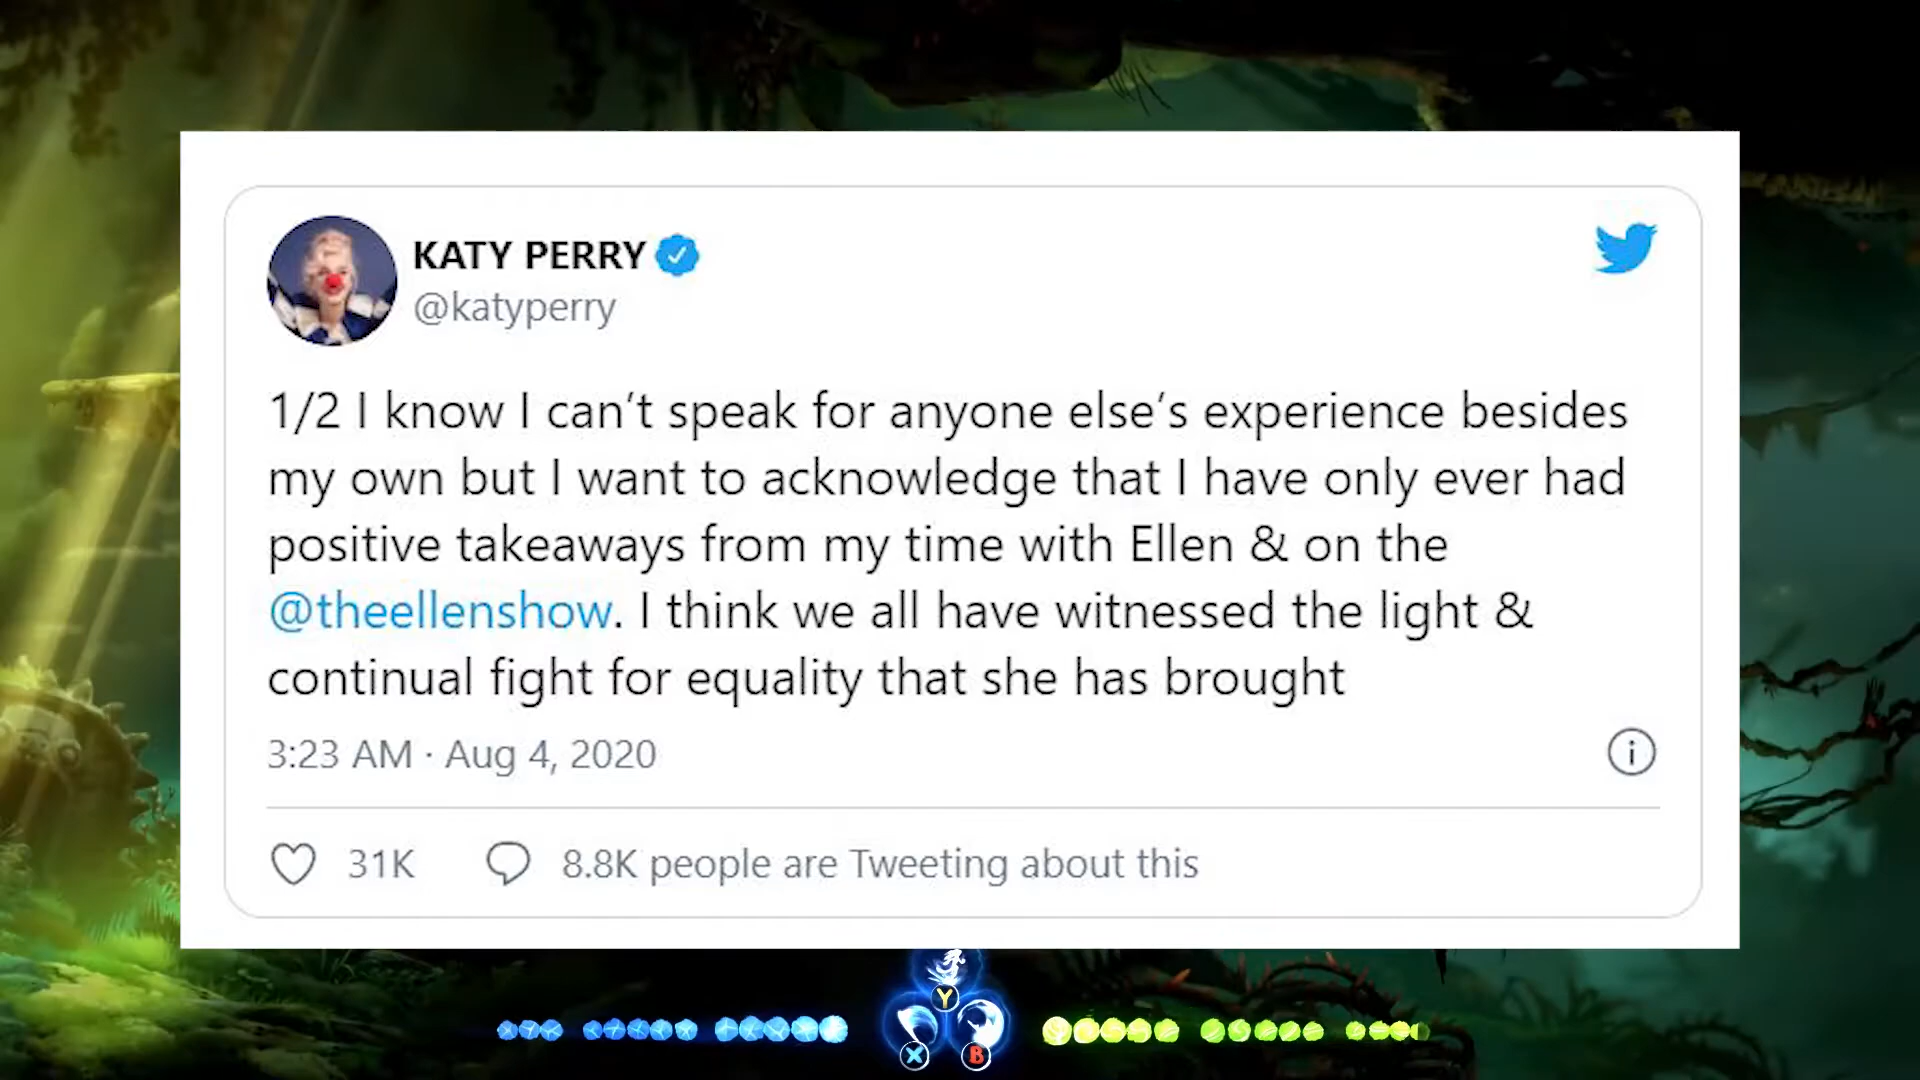 KATY PERRY
@katyperry
1/2 I know I can’t speak for anyone else’s experience besides
my own but I want to acknowledge that I have only ever had
positive takeaways from my time with Ellen & on the
@theellenshow. I think we all have witnessed the light &
continual fight for equality that she has brought
3:23 AM · Aug 4, 2020
31K 8.8K people are Tweeting about this
Y
X B